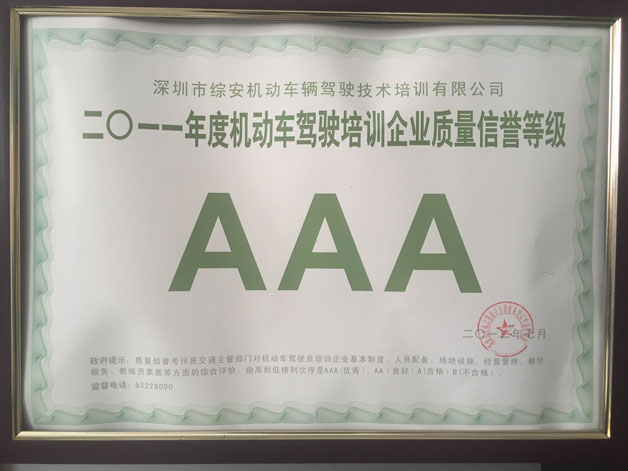 深圳市综安机动车辆驾驶技术培训有限公司
二〇一一年度机动车驾驶培训企业质量信誉等级
AAA
年七月
政府提示：质量信誉考评是交通主管部门对机动车驾驶员培训企业基本制度、人员配备、场地设施、经营管理、教学
服务、教练员素质等方面的综合评价，由高到低排列次序是AAA(优秀)、AA（良好）A(合格）B(不合格）。
监督电话：83228000